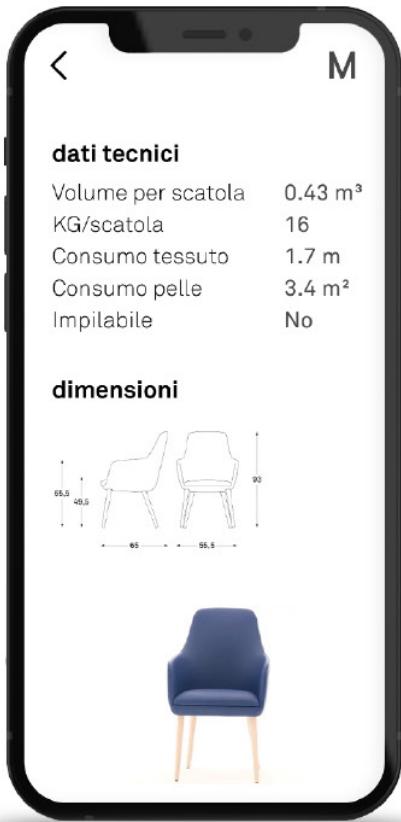 M
dati tecnici
Volume per scatola 0.43 m³
KG/scatola 16
Consumo tessuto 1.7 m
Consumo pelle 3.4 m²
Impilabile No
dimensioni
65,5
49,5
93
65
55,5